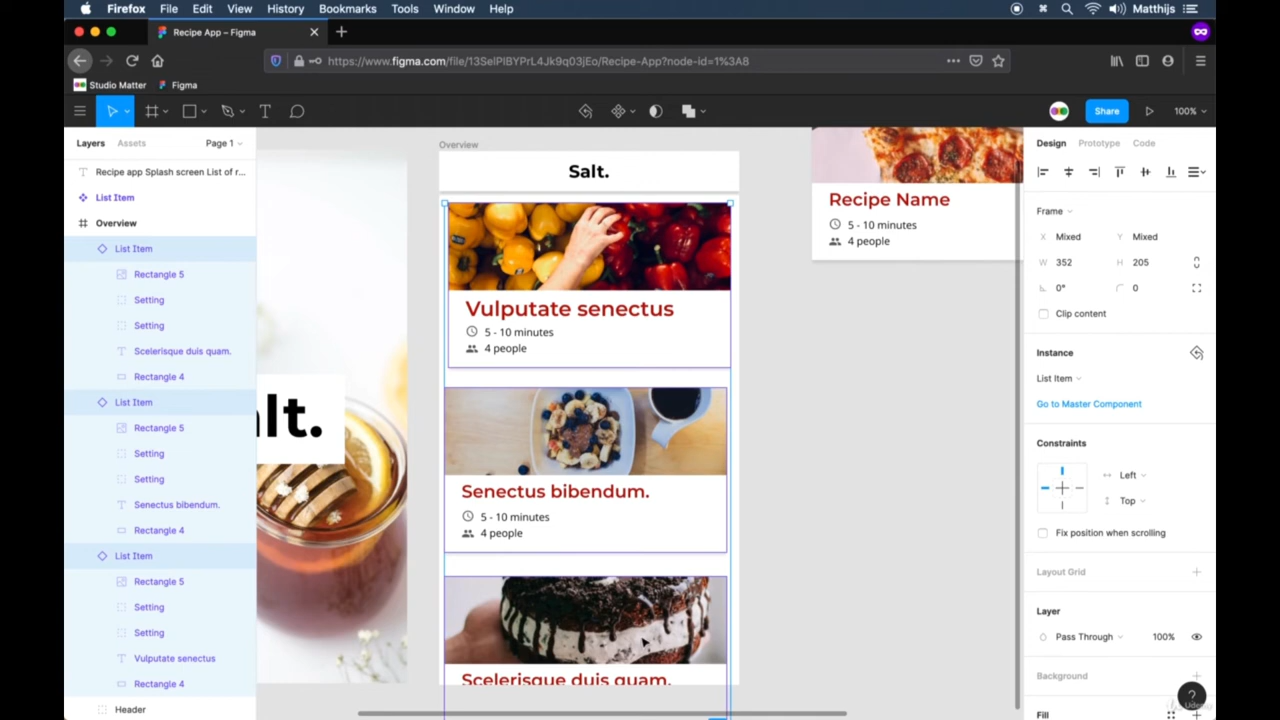 Firefox File Edit View History Bookmarks Tools Window Help Matthijs
Recipe App – Figma
https://www.figma.com/file/13SelPlBYPrL4Jk9q03jEo/Recipe-App?node-id=1%3A8
Studio Matter Figma
Share 100%
Layers Assets Page 1
Recipe app Splash screen List of r...
List Item
Overview
List Item
Rectangle 5
Setting
Setting
Scelerisque duis quam.
Rectangle 4
List Item
Rectangle 5
Setting
Setting
Senectus bibendum.
Rectangle 4
List Item
Rectangle 5
Setting
Setting
Vulputate senectus
Rectangle 4
Header
alt.
Overview
Salt.
Vulputate senectus
5 - 10 minutes
4 people
Senectus bibendum.
5 - 10 minutes
4 people
Scelerisque duis quam.
Recipe Name
5 - 10 minutes
4 people
Design Prototype Code
Frame
X Mixed Y Mixed
W 352 H 205
0° 0
Clip content
Instance
List Item
Go to Master Component
Constraints
Left
Top
Fix position when scrolling
Layout Grid
Layer
Pass Through 100%
Background
Fill
?